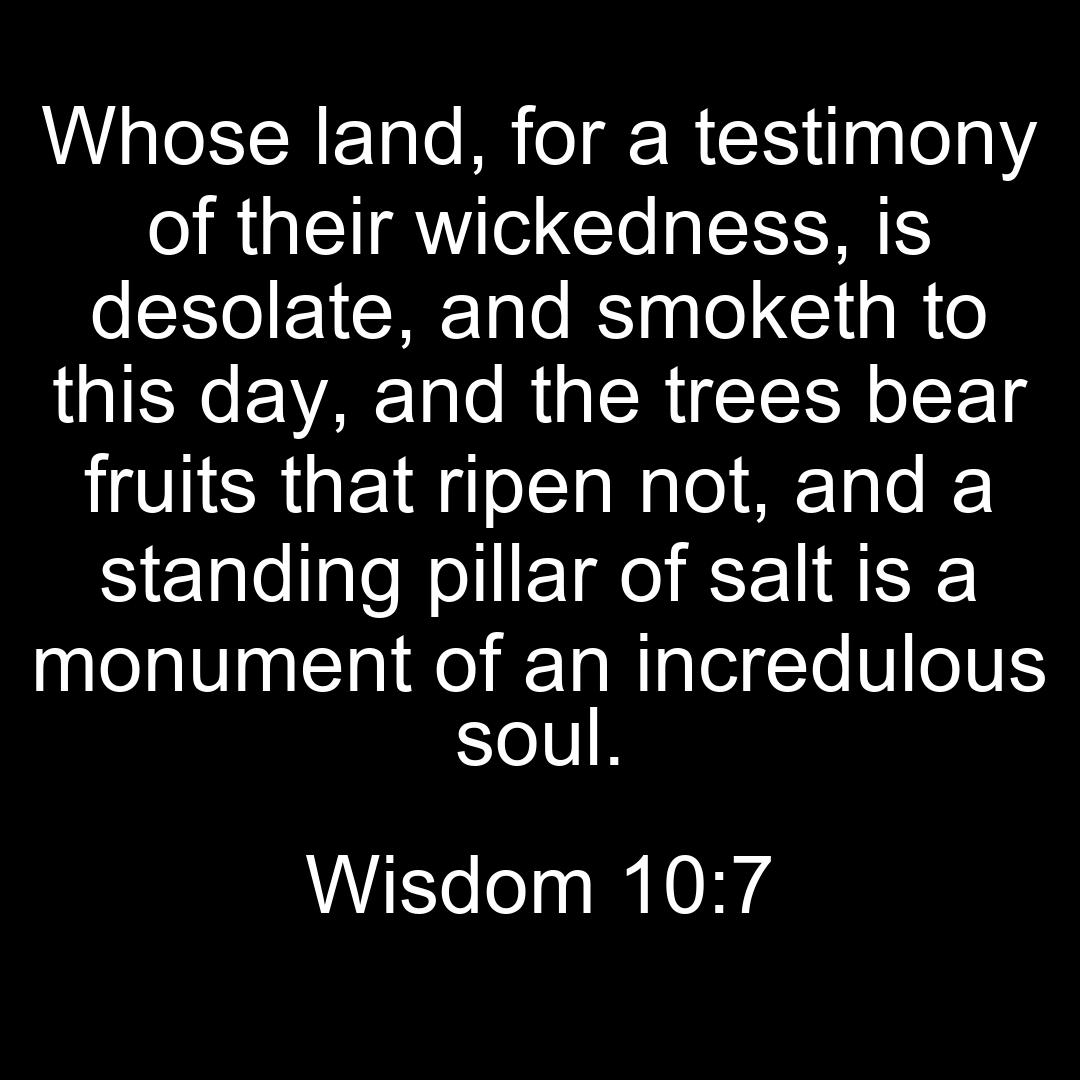 Whose land, for a testimony
of their wickedness, is
desolate, and smoketh to
this day, and the trees bear
fruits that ripen not, and a
standing pillar of salt is a
monument of an incredulous
soul.
Wisdom 10:7